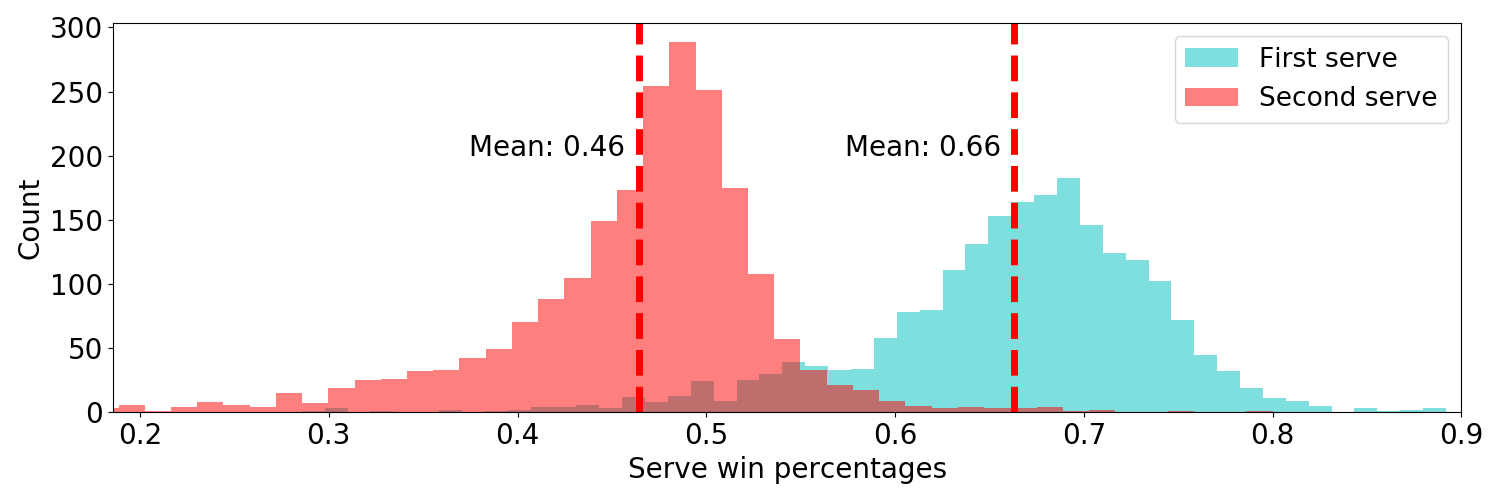 300
250
200
150
100
50
0
Count
Mean: 0.46
Mean: 0.66
First serve
Second serve
0.2 0.3 0.4 0.5 0.6 0.7 0.8 0.9
Serve win percentages